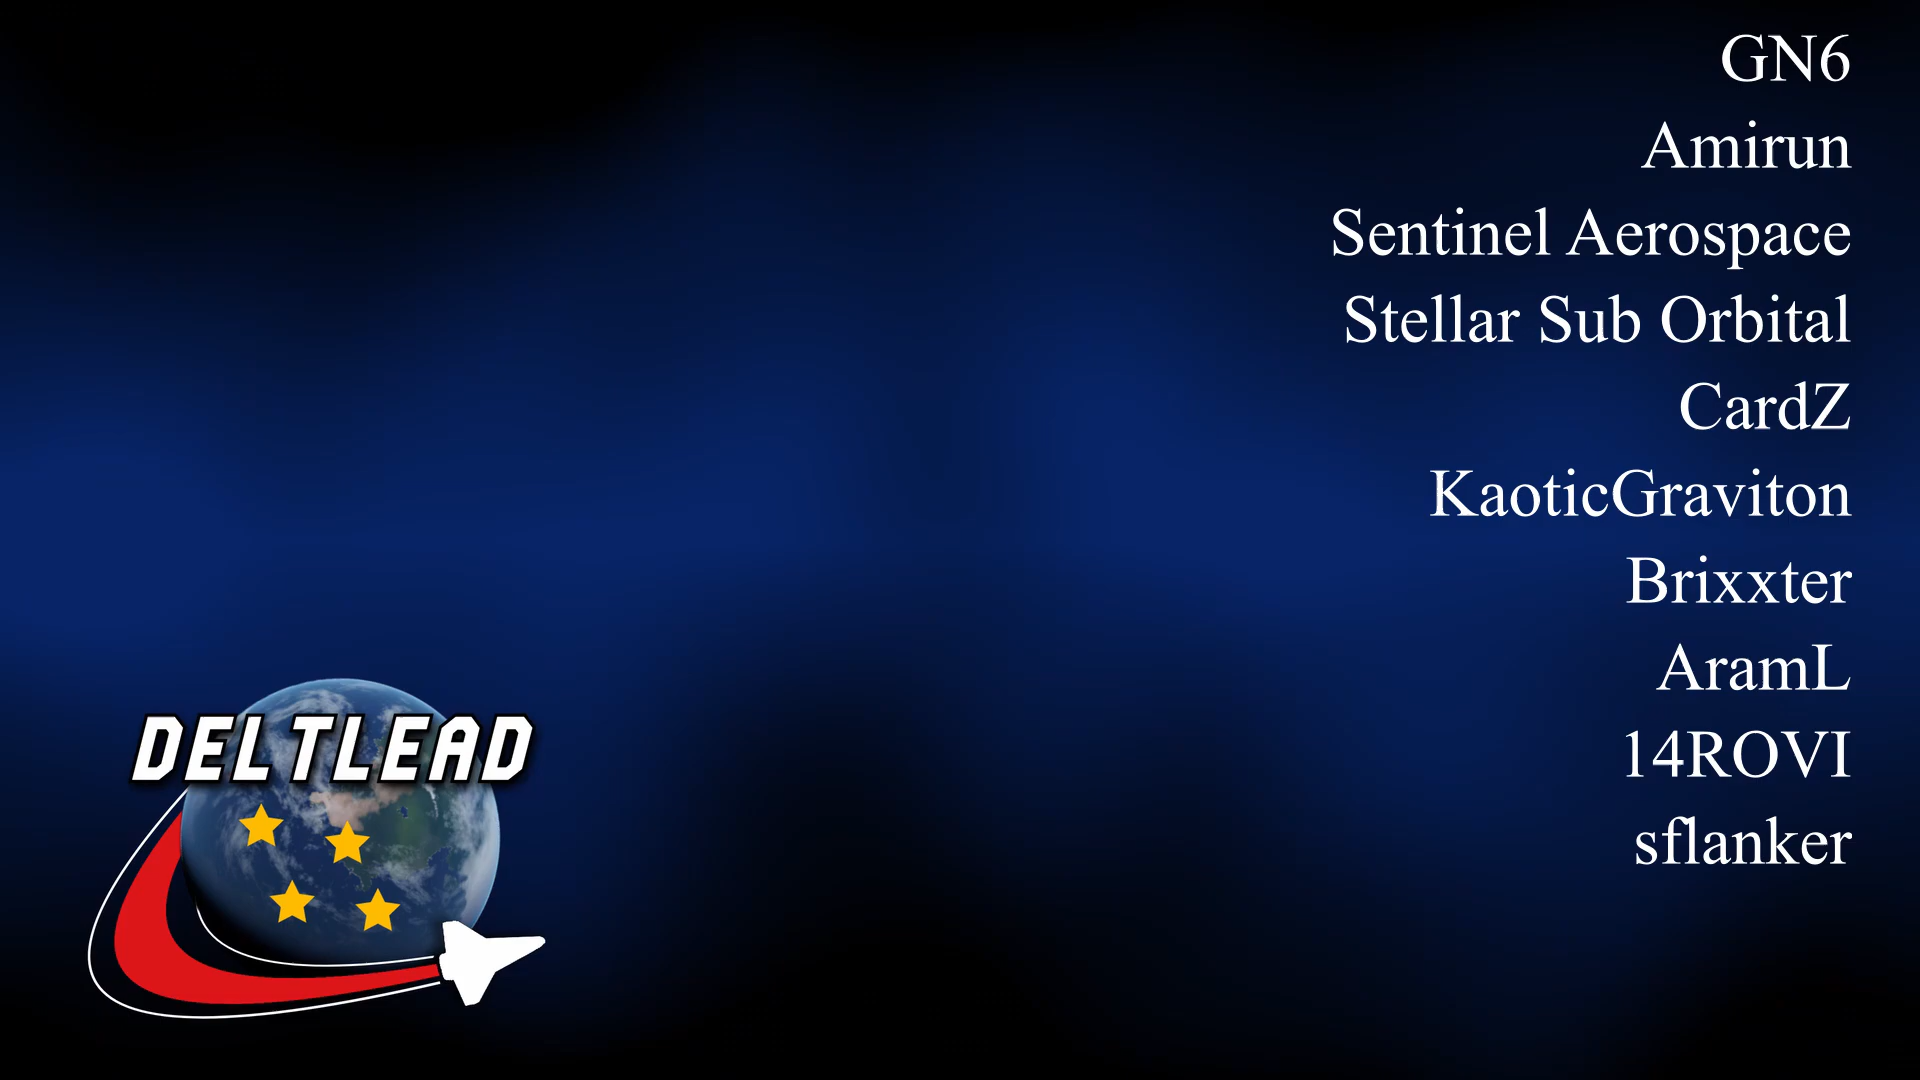 GN6
Amirun
Sentinel Aerospace
Stellar Sub Orbital
CardZ
KaoticGraviton
Brixxter
AramL
14ROVI
sflanker
DELTLEAD